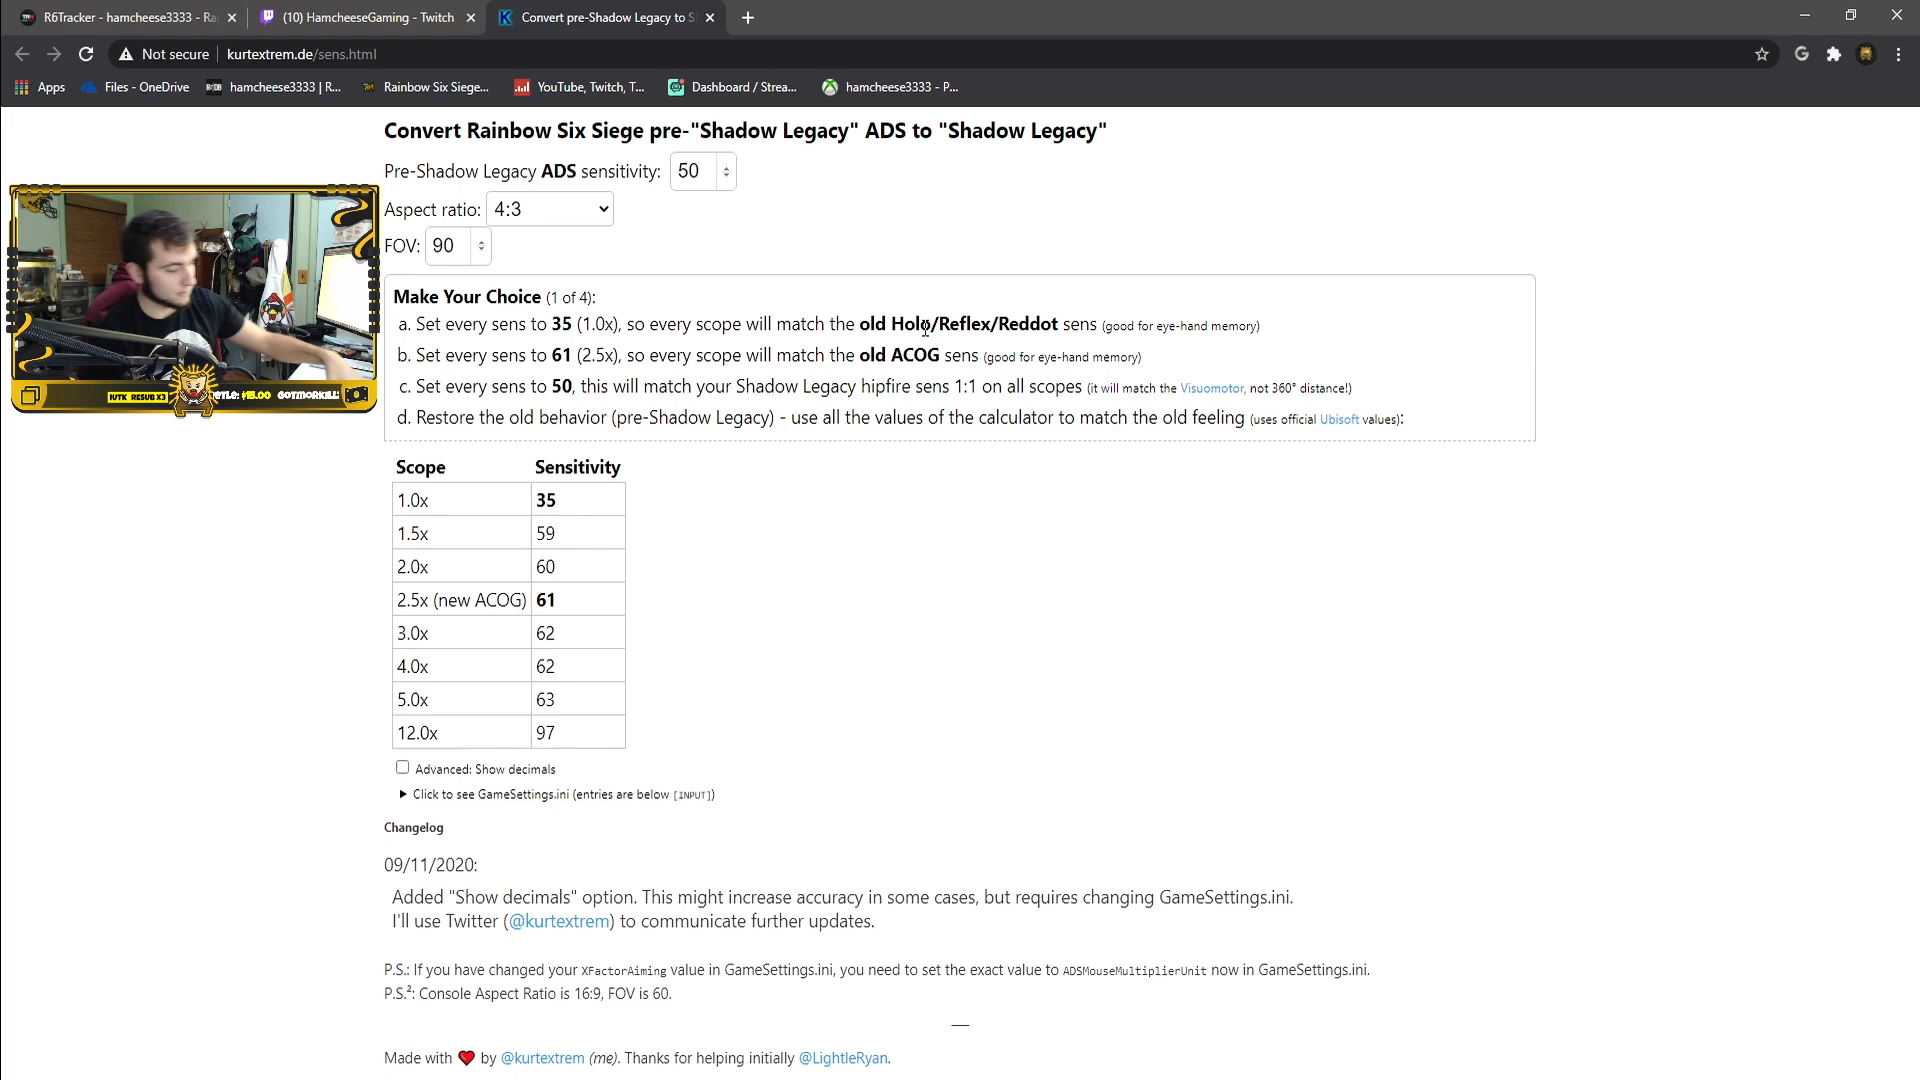 R6Tracker - hamcheese3333 - Ra
(10) HamcheeseGaming - Twitch
Convert pre-Shadow Legacy to S
Not secure
kurtextrem.de/sens.html
Apps
Files - OneDrive
hamcheese3333 | R...
Rainbow Six Siege...
YouTube, Twitch, T...
Dashboard / Strea...
hamcheese3333 - P...
Convert Rainbow Six Siege pre-"Shadow Legacy" ADS to "Shadow Legacy"
Pre-Shadow Legacy ADS sensitivity: 50
Aspect ratio: 4:3
FOV: 90
Make Your Choice (1 of 4):
a. Set every sens to 35 (1.0x), so every scope will match the old Holo/Reflex/Reddot sens (good for eye-hand memory)
b. Set every sens to 61 (2.5x), so every scope will match the old ACOG sens (good for eye-hand memory)
c. Set every sens to 50, this will match your Shadow Legacy hipfire sens 1:1 on all scopes (it will match the Visuomotor, not 360° distance!)
d. Restore the old behavior (pre-Shadow Legacy) - use all the values of the calculator to match the old feeling (uses official Ubisoft values):
Scope Sensitivity
1.0x 35
1.5x 59
2.0x 60
2.5x (new ACOG) 61
3.0x 62
4.0x 62
5.0x 63
12.0x 97
Advanced: Show decimals
Click to see GameSettings.ini (entries are below [INPUT])
Changelog
09/11/2020:
Added "Show decimals" option. This might increase accuracy in some cases, but requires changing GameSettings.ini.
I'll use Twitter (@kurtextrem) to communicate further updates.
P.S.: If you have changed your XFactorAiming value in GameSettings.ini, you need to set the exact value to ADSMouseMultiplierUnit now in GameSettings.ini.
P.S.²: Console Aspect Ratio is 16:9, FOV is 60.
Made with ❤ by @kurtextrem (me). Thanks for helping initially @LightleRyan.
RESUB X3
$15.00